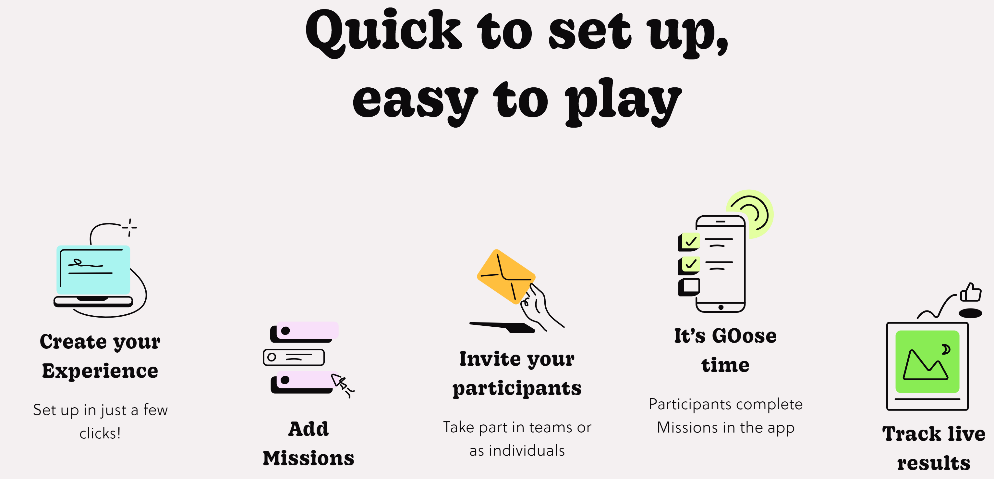 Quick to set up,
easy to play
Create your
Experience
Set up in just a few
clicks!
Add
Missions
Invite your
participants
Take part in teams or
as individuals
It's GOose
time
Participants complete
Missions in the app
Track live
results